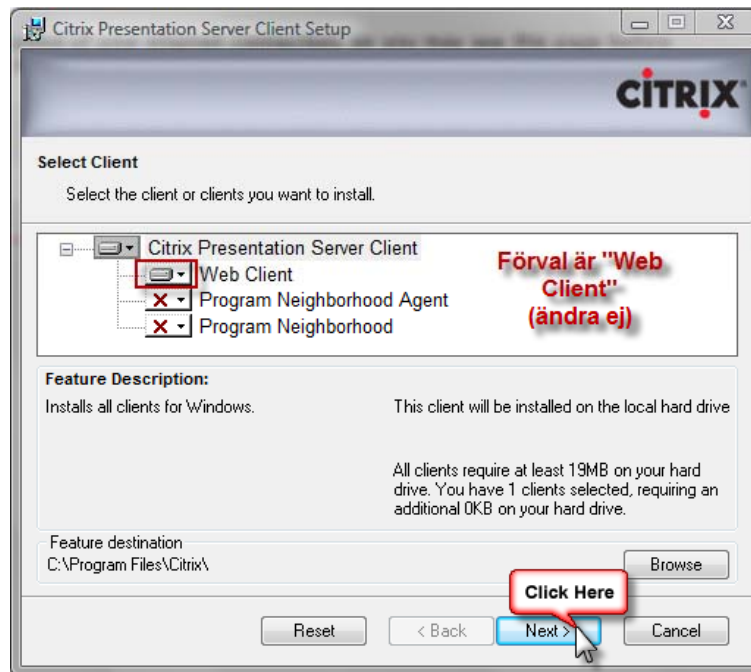 Citrix Presentation Server Client Setup
CITRIX
Select Client
Select the client or clients you want to install.
Citrix Presentation Server Client
Web Client
Program Neighborhood Agent
Program Neighborhood
Förval är "Web
Client"
(ändra ej)
Feature Description:
Installs all clients for Windows.
This client will be installed on the local hard drive
All clients require at least 19MB on your hard
drive. You have 1 clients selected, requiring an
additional 0KB on your hard drive.
Feature destination
C:\Program Files\Citrix\
Browse
Click Here
Reset
< Back
Next >
Cancel